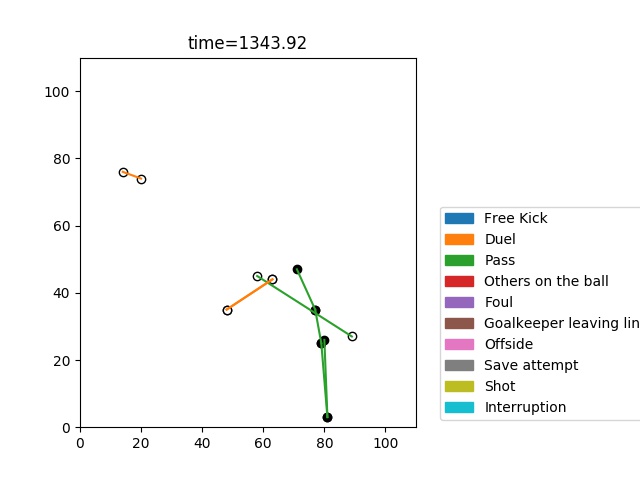 time=1343.92
100
80
60
40
20
0
0 20 40 60 80 100
Free Kick
Duel
Pass
Others on the ball
Foul
Goalkeeper leaving lin
Offside
Save attempt
Shot
Interruption